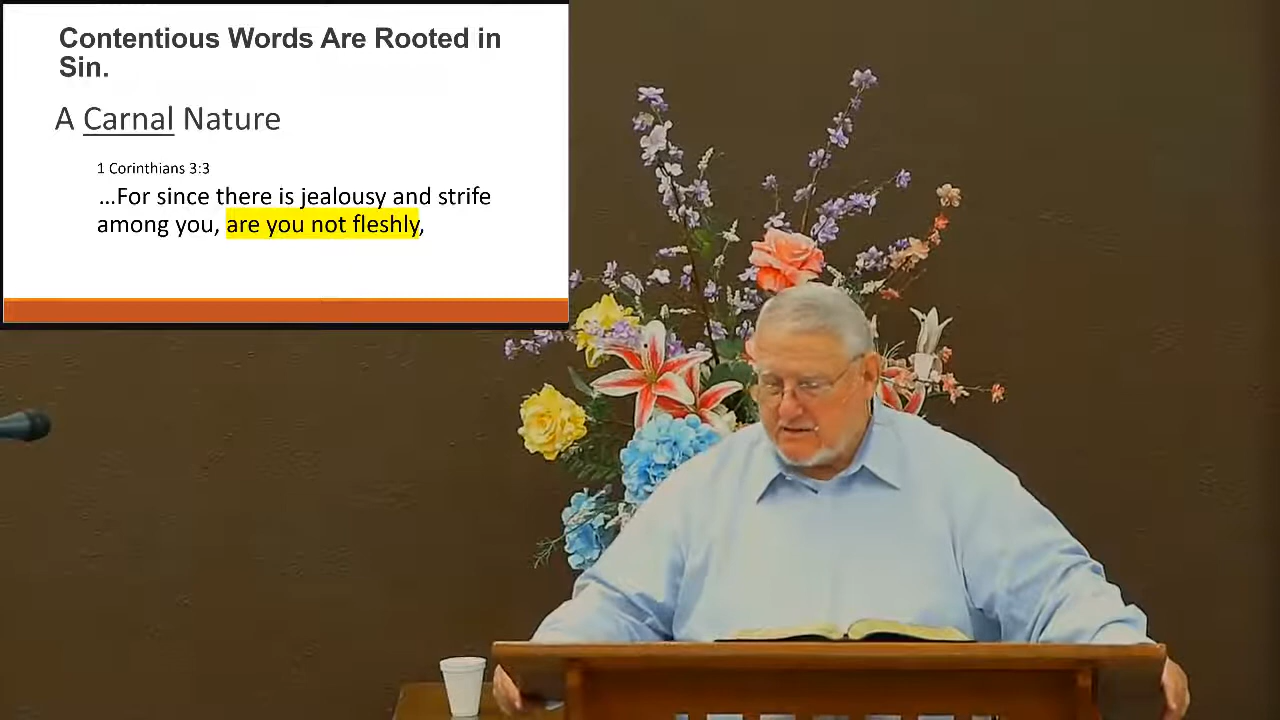 Contentious Words Are Rooted in
Sin.
A Carnal Nature
1 Corinthians 3:3
…For since there is jealousy and strife
among you, are you not fleshly,